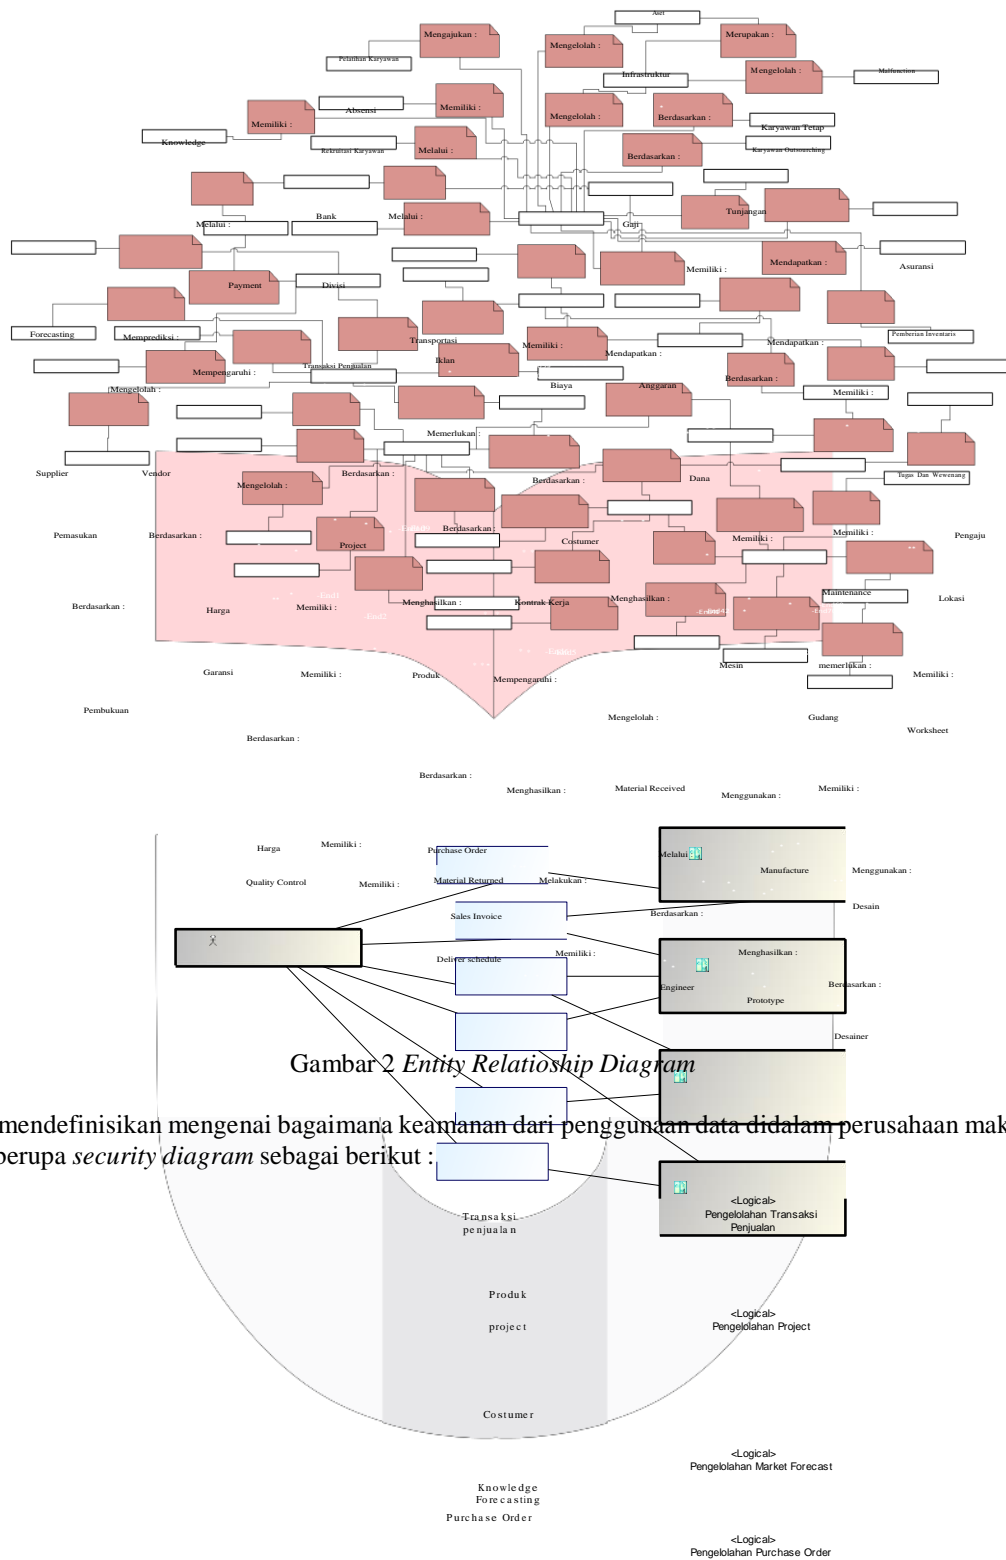 Aset
Mengajukan :
Mengelolah :
Merupakan :
Pelatihan Karyawan
Infrastruktur
Mengelolah :
Malfunction
Absensi
Memiliki :
Mengelolah :
Berdasarkan :
Memiliki :
Karyawan Tetap
Knowledge
Rekruitasi Karyawan
Melalui :
Berdasarkan :
Karyawan Outsourching
Bank
Melalui :
Tunjangan
Melalui :
Gaji
Mendapatkan :
Asuransi
Memiliki :
Payment
Divisi
Forecasting
Memprediksi :
Transportasi
Memiliki :
Mendapatkan :
Pemberian Inventaris
Mendapatkan :
Mempengaruhi :
Transaksi Penjualan
Iklan
Berdasarkan :
Mengelolah :
Biaya
Anggaran
Memiliki :
Memerlukan :
Supplier
Vendor
Berdasarkan :
Berdasarkan :
Dana
Tugas Dan Wewenang
Mengelolah :
Pemasukan
Berdasarkan :
Project
Berdasarkan :
Costumer
Memiliki :
Memiliki :
Pengaju
Berdasarkan :
Harga
Memiliki :
Menghasilkan :
Kontrak Kerja
Menghasilkan :
Maintenance
Lokasi
Garansi
Memiliki :
Produk
Mempengaruhi :
Mesin
memerlukan :
Memiliki :
Pembukuan
Mengelolah :
Gudang
Berdasarkan :
Worksheet
Berdasarkan :
Menghasilkan :
Material Received
Menggunakan :
Memiliki :
Harga
Memiliki :
Purchase Order
Melalui :
Manufacture
Menggunakan :
Quality Control
Memiliki :
Material Returned
Melakukan :
Desain
Sales Invoice
Berdasarkan :
Deliver schedule
Memiliki :
Menghasilkan :
Engineer
Prototype
Berdasarkan :
Desainer
Gambar 2 Entity Relatioship Diagram
mendefinisikan mengenai bagaimana keamanan dari penggunaan data didalam perusahaan mak
berupa security diagram sebagai berikut :
<Logical>
Pengelolahan Transaksi
Penjualan
Transaksi
penjualan
Produk
project
<Logical>
Pengelolahan Project
Costumer
<Logical>
Pengelolahan Market Forecast
Knowledge
Forecasting
Purchase Order
<Logical>
Pengelolahan Purchase Order